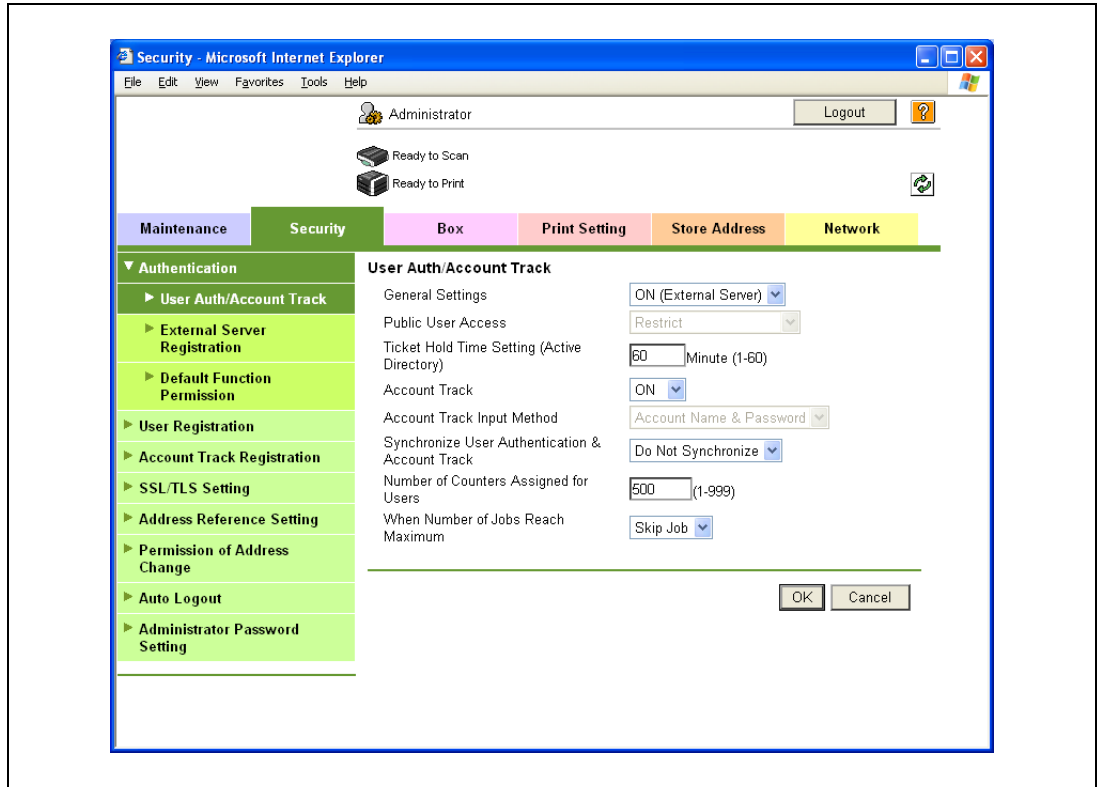 Security - Microsoft Internet Explorer
File Edit View Favorites Tools Help
Administrator
Logout
?
Ready to Scan
Ready to Print
Maintenance Security Box Print Setting Store Address Network
Authentication
User Auth/Account Track
External Server
Registration
Default Function
Permission
User Registration
Account Track Registration
SSL/TLS Setting
Address Reference Setting
Permission of Address
Change
Auto Logout
Administrator Password
Setting
User Auth/Account Track
General Settings ON (External Server)
Public User Access Restrict
Ticket Hold Time Setting (Active
Directory) 60 Minute (1-60)
Account Track ON
Account Track Input Method Account Name & Password
Synchronize User Authentication &
Account Track Do Not Synchronize
Number of Counters Assigned for
Users 500 (1-999)
When Number of Jobs Reach
Maximum Skip Job
OK Cancel